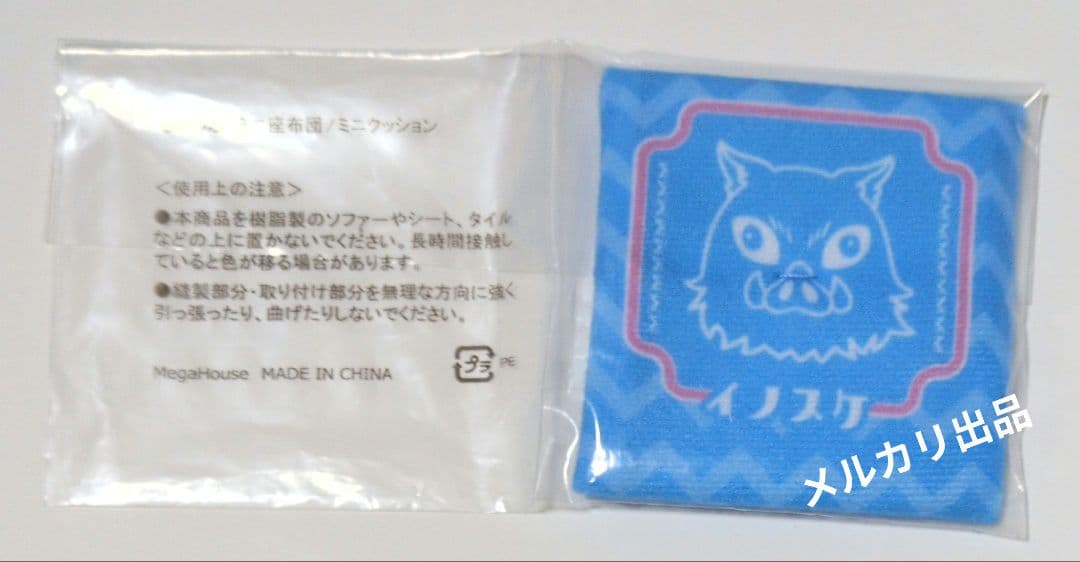 座布団/ミニクッション
<使用上の注意>
●本商品を樹脂製のソファーやシート、タイル
などの上に置かないでください。長時間接触し
ていると色が移る場合があります。
●縫製部分・取り付け部分を無理な方向に強く
引っ張ったり、曲げたりしないでください。
MegaHouse MADE IN CHINA
プラ PE
イノスケ
メルカリ出品